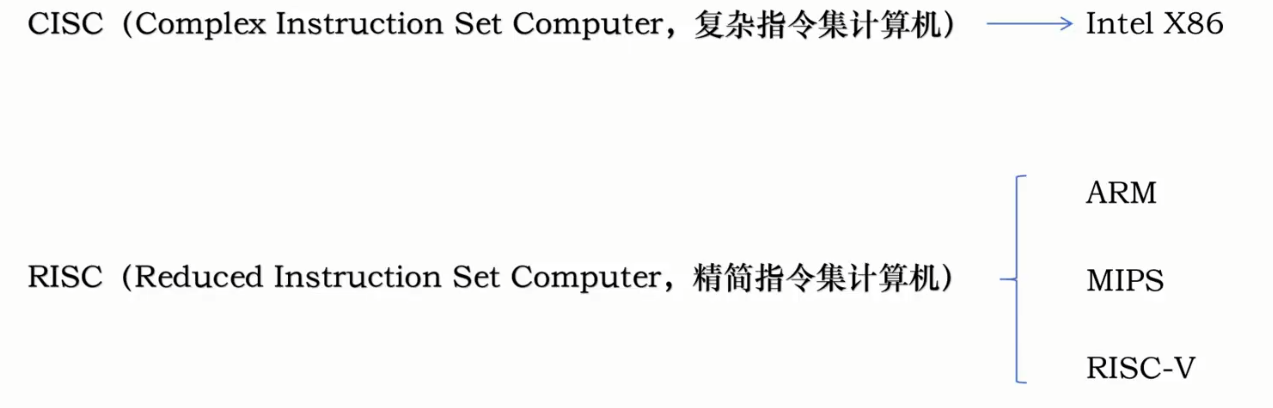 CISC（Complex Instruction Set Computer，复杂指令集计算机） Intel X86
ARM
RISC（Reduced Instruction Set Computer，精简指令集计算机） MIPS
RISC-V